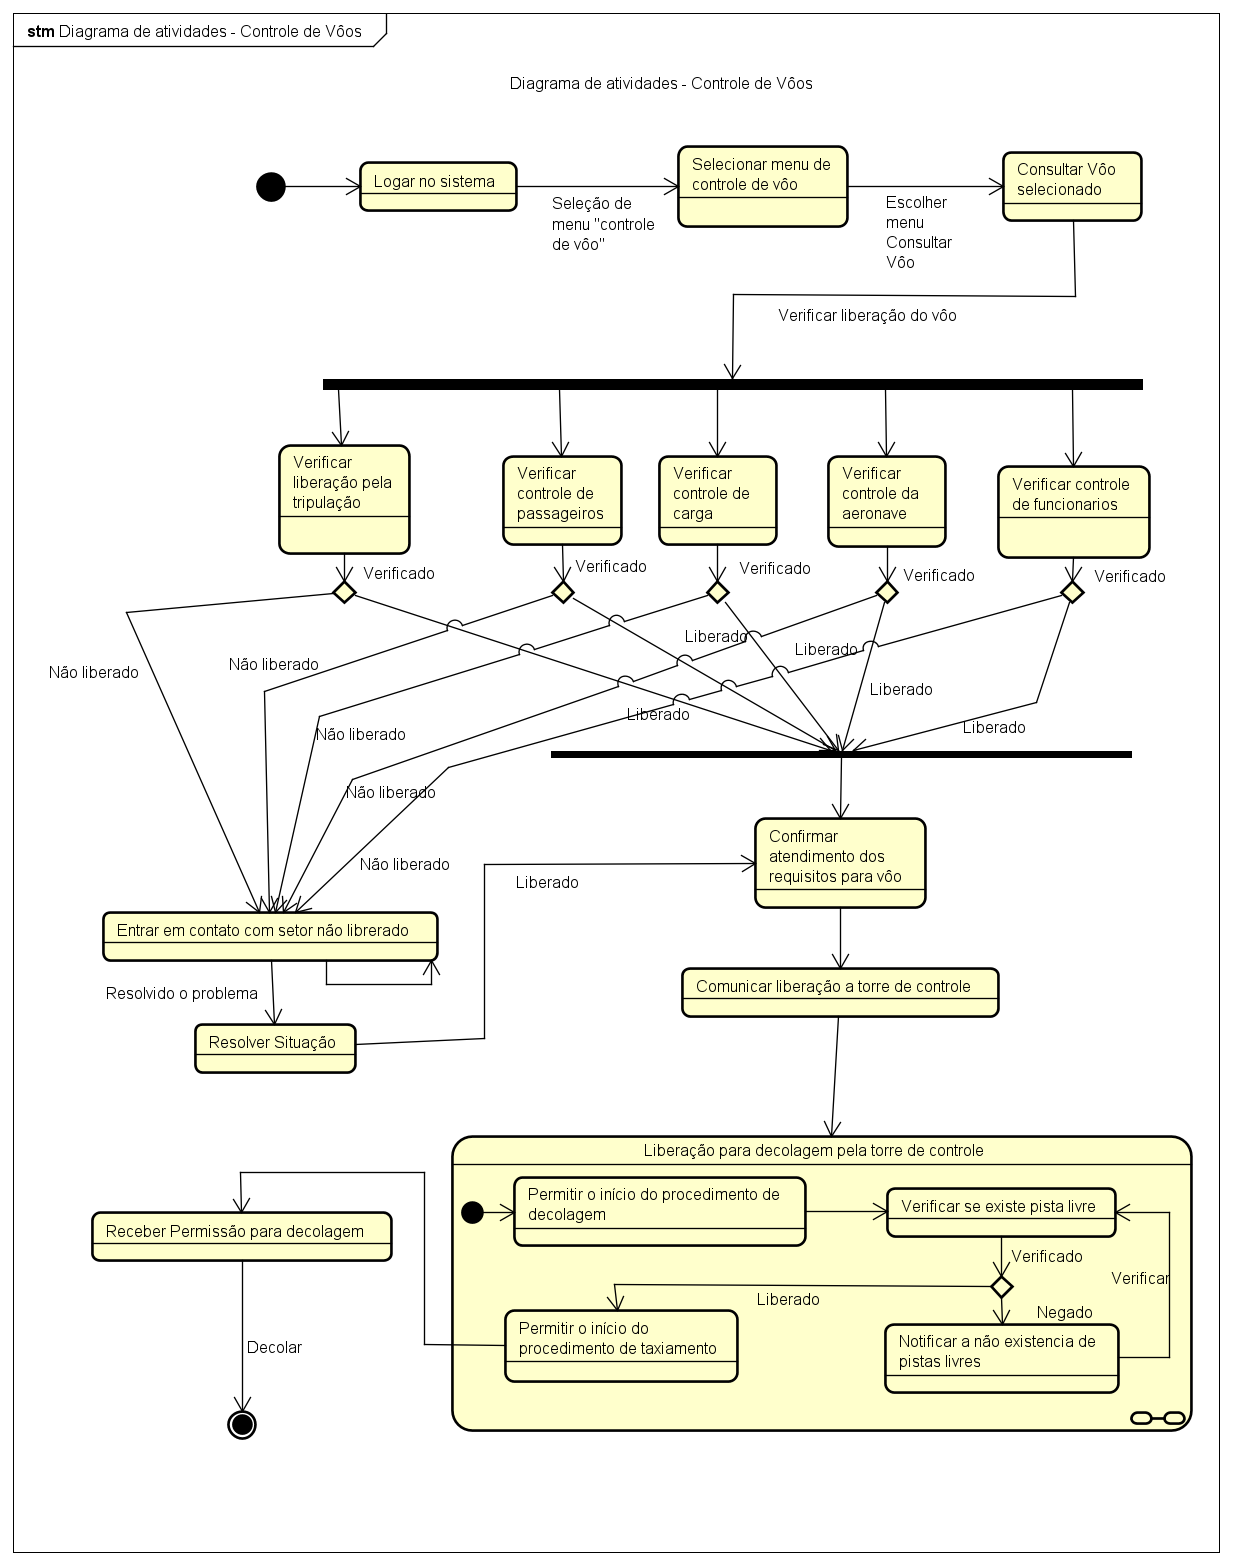 stm Diagrama de atividades - Controle de Vôos
Diagrama de atividades - Controle de Vôos
Logar no sistema
Seleção de
menu "controle
de vôo"
Selecionar menu de
controle de vôo
Escolher
menu
Consultar
Vôo
Consultar Vôo
selecionado
Verificar liberação do vôo
Verificar
liberação pela
tripulação
Verificar
controle de
passageiros
Verificar
controle de
carga
Verificar
controle da
aeronave
Verificar controle
de funcionarios
Verificado
Verificado
Verificado
Verificado
Verificado
Não liberado
Não liberado
Não liberado
Não liberado
Não liberado
Liberado
Liberado
Liberado
Liberado
Liberado
Confirmar
atendimento dos
requisitos para vôo
Liberado
Entrar em contato com setor não librerado
Resolvido o problema
Comunicar liberação a torre de controle
Resolver Situação
Liberação para decolagem pela torre de controle
Permitir o início do procedimento de
decolagem
Verificar se existe pista livre
Verificado
Verificar
Liberado
Negado
Permitir o início do
procedimento de taxiamento
Notificar a não existencia de
pistas livres
Receber Permissão para decolagem
Decolar